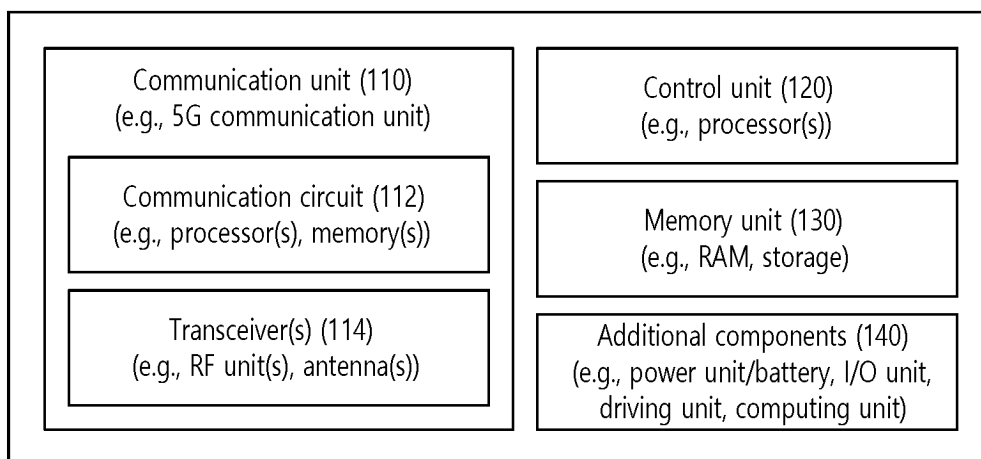 Communication unit (110)
(e.g., 5G communication unit)
Communication circuit (112)
(e.g., processor(s), memory(s))
Transceiver(s) (114)
(e.g., RF unit(s), antenna(s))
Control unit (120)
(e.g., processor(s))
Memory unit (130)
(e.g., RAM, storage)
Additional components (140)
(e.g., power unit/battery, I/O unit,
driving unit, computing unit)